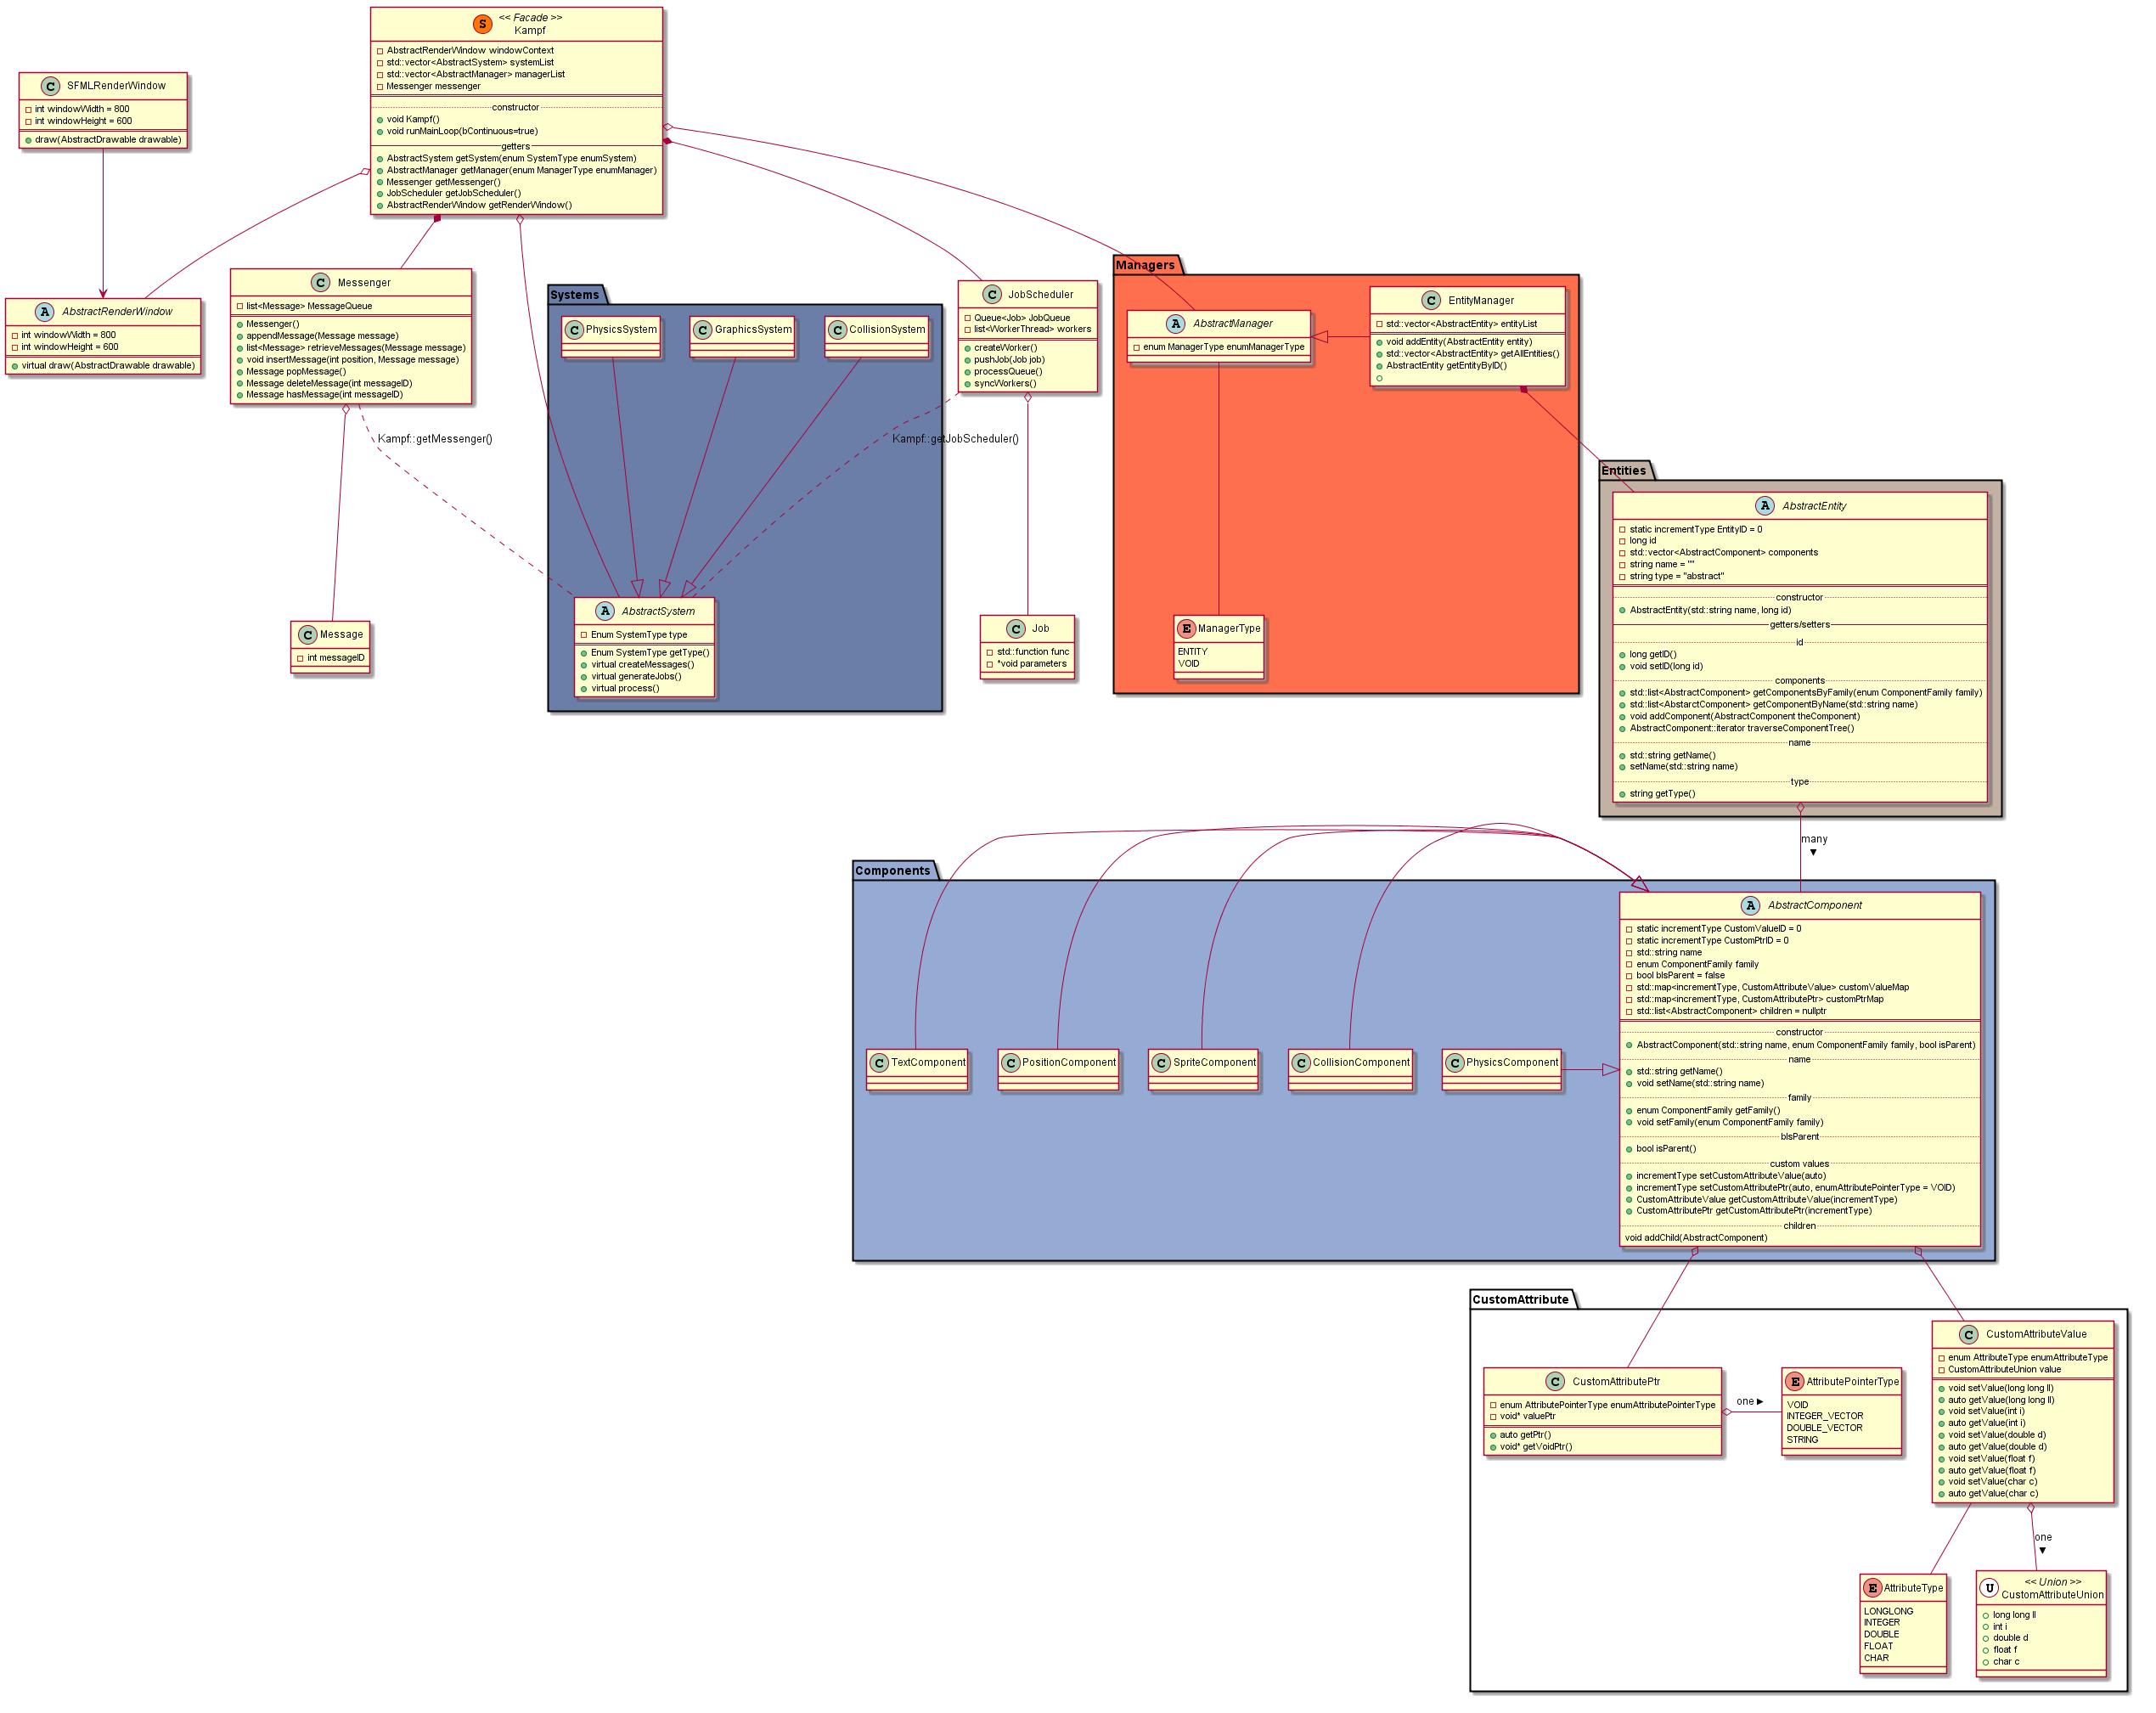 << Facade >>
Kampf
AbstractRenderWindow windowContext
std::vector<AbstractSystem> systemList
std::vector<AbstractManager> managerList
Messenger messenger
constructor
void Kampf()
void runMainLoop(bContinuous=true)
getters
AbstractSystem getSystem(enum SystemType enumSystem)
AbstractManager getManager(enum ManagerType enumManager)
Messenger getMessenger()
JobScheduler getJobScheduler()
AbstractRenderWindow getRenderWindow()
SFMLRenderWindow
int windowWidth = 800
int windowHeight = 600
draw(AbstractDrawable drawable)
AbstractRenderWindow
int windowWidth = 800
int windowHeight = 600
virtual draw(AbstractDrawable drawable)
Messenger
list<Message> MessageQueue
Messenger()
appendMessage(Message message)
list<Message> retrieveMessages(Message message)
void insertMessage(int position, Message message)
Message popMessage()
Message deleteMessage(int messageID)
Message hasMessage(int messageID)
Kampf::getMessenger()
Message
int messageID
Systems
PhysicsSystem
GraphicsSystem
CollisionSystem
AbstractSystem
Enum SystemType type
Enum SystemType getType()
virtual createMessages()
virtual generateJobs()
virtual process()
JobScheduler
Queue<Job> JobQueue
list<WorkerThread> workers
createWorker()
pushJob(Job job)
processQueue()
syncWorkers()
Kampf::getJobScheduler()
Job
std::function func
*void parameters
Managers
AbstractManager
enum ManagerType enumManagerType
EntityManager
std::vector<AbstractEntity> entityList
void addEntity(AbstractEntity entity)
std::vector<AbstractEntity> getAllEntities()
AbstractEntity getEntityByID()
ManagerType
ENTITY
VOID
Entities
AbstractEntity
static incrementType EntityID = 0
long id
std::vector<AbstractComponent> components
string name = ""
string type = "abstract"
constructor
AbstractEntity(std::string name, long id)
getters/setters
id
long getID()
void setID(long id)
components
std::list<AbstractComponent> getComponentsByFamily(enum ComponentFamily family)
std::list<AbstarctComponent> getComponentByName(std::string name)
void addComponent(AbstractComponent theComponent)
AbstractComponent::iterator traverseComponentTree()
name
std::string getName()
setName(std::string name)
type
string getType()
many
Components
TextComponent
PositionComponent
SpriteComponent
CollisionComponent
PhysicsComponent
AbstractComponent
static incrementType CustomValueID = 0
static incrementType CustomPtrID = 0
std::string name
enum ComponentFamily family
bool bIsParent = false
std::map<incrementType, CustomAttributeValue> customValueMap
std::map<incrementType, CustomAttributePtr> customPtrMap
std::list<AbstractComponent> children = nullptr
constructor
AbstractComponent(std::string name, enum ComponentFamily family, bool isParent)
name
std::string getName()
void setName(std::string name)
family
enum ComponentFamily getFamily()
void setFamily(enum ComponentFamily family)
bIsParent
bool isParent()
custom values
incrementType setCustomAttributeValue(auto)
incrementType setCustomAttributePtr(auto, enumAttributePointerType = VOID)
CustomAttributeValue getCustomAttributeValue(incrementType)
CustomAttributePtr getCustomAttributePtr(incrementType)
children
void addChild(AbstractComponent)
CustomAttribute
CustomAttributePtr
enum AttributePointerType enumAttributePointerType
void* valuePtr
auto getPtr()
void* getVoidPtr()
one
AttributePointerType
VOID
INTEGER_VECTOR
DOUBLE_VECTOR
STRING
CustomAttributeValue
enum AttributeType enumAttributeType
CustomAttributeUnion value
void setValue(long long ll)
auto getValue(long long ll)
void setValue(int i)
auto getValue(int i)
void setValue(double d)
auto getValue(double d)
void setValue(float f)
auto getValue(float f)
void setValue(char c)
auto getValue(char c)
one
AttributeType
LONGLONG
INTEGER
DOUBLE
FLOAT
CHAR
<< Union >>
CustomAttributeUnion
long long ll
int i
double d
float f
char c